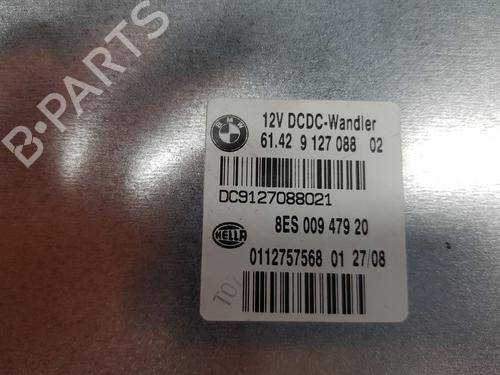 B-PARTS
BMW
12V DCDC-Wandler
61.42 9 127 088 02
DC9127088021
8ES 009 479 20
HELLA
0112757568 01 27/08
T07